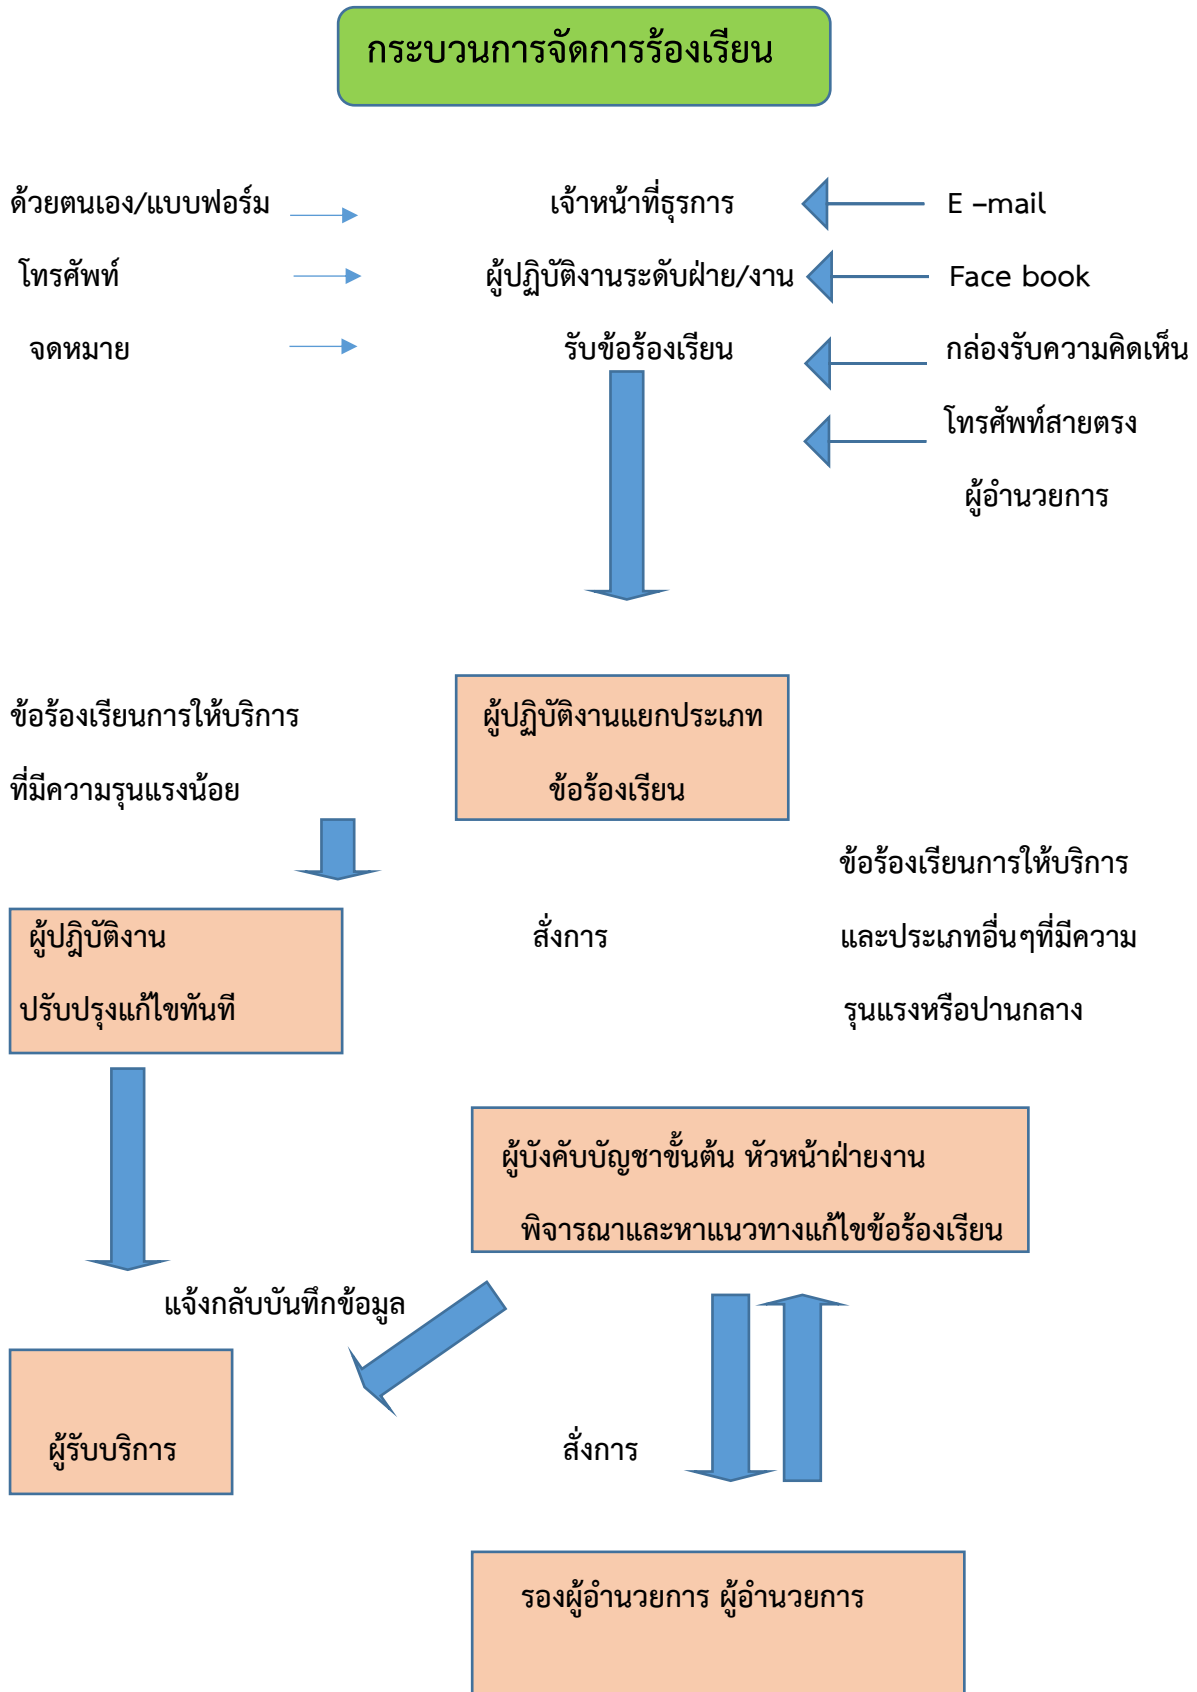 กระบวนการจัดการร้องเรียน
ด้วยตนเอง/แบบฟอร์ม เจ้าหน้าที่ธุรการ E –mail
โทรศัพท์ ผู้ปฏิบัติงานระดับฝ่าย/งาน Face book
จดหมาย รับข้อร้องเรียน กล่องรับความคิดเห็น
โทรศัพท์สายตรง
ผู้อำนวยการ
ข้อร้องเรียนการให้บริการ ผู้ปฏิบัติงานแยกประเภท
ที่มีความรุนแรงน้อย ข้อร้องเรียน
ข้อร้องเรียนการให้บริการ
ผู้ปฎิบัติงาน สั่งการ และประเภทอื่นๆที่มีความ
ปรับปรุงแก้ไขทันที รุนแรงหรือปานกลาง
ผู้บังคับบัญชาขั้นต้น หัวหน้าฝ่ายงาน
พิจารณาและหาแนวทางแก้ไขข้อร้องเรียน
แจ้งกลับบันทึกข้อมูล
ผู้รับบริการ สั่งการ
รองผู้อำนวยการ ผู้อำนวยการ